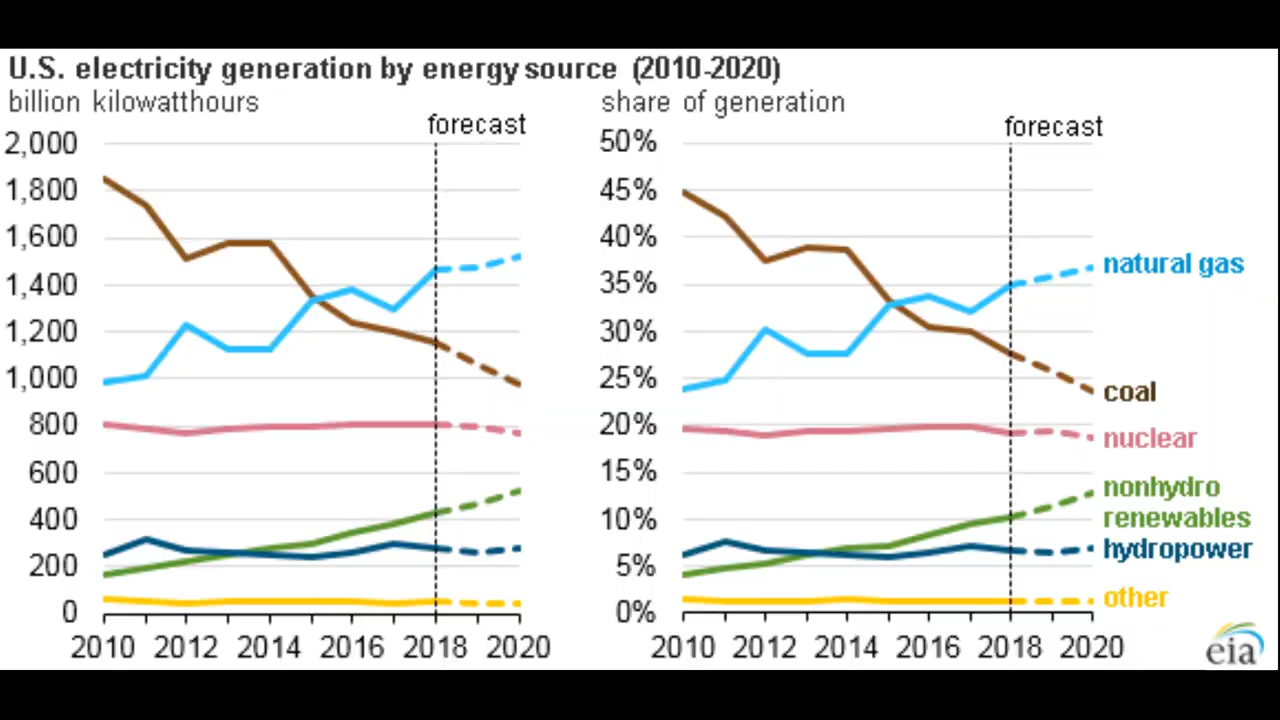 U.S. electricity generation by energy source (2010-2020)
billion kilowatthours
forecast
2,000
1,800
1,600
1,400
1,200
1,000
800
600
400
200
0
2010 2012 2014 2016 2018 2020
share of generation
forecast
50%
45%
40%
35%
30%
25%
20%
15%
10%
5%
0%
2010 2012 2014 2016 2018 2020
natural gas
coal
nuclear
nonhydro
renewables
hydropower
other
eia